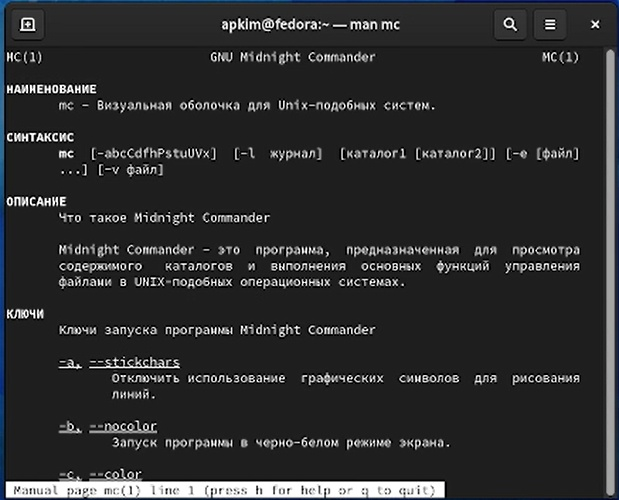 apkim@fedora:~ — man mc
MC(1) GNU Midnight Commander MC(1)
НАИМЕНОВАНИЕ
mc - Визуальная оболочка для Unix-подобных систем.
СИНТАКСИС
mc [-abcCdfhPstuUVx] [-l журнал] [каталог1 [каталог2]] [-e [файл]
...] [-v файл]
ОПИСАНИЕ
Что такое Midnight Commander
Midnight Commander - это программа, предназначенная для просмотра
содержимого каталогов и выполнения основных функций управления
файлами в UNIX-подобных операционных системах.
КЛЮЧИ
Ключи запуска программы Midnight Commander
-a, --stickchars
Отключить использование графических символов для рисования
линий.
-b, --nocolor
Запуск программы в черно-белом режиме экрана.
-c, --color
Manual page mc(1) line 1 (press h for help or q to quit)